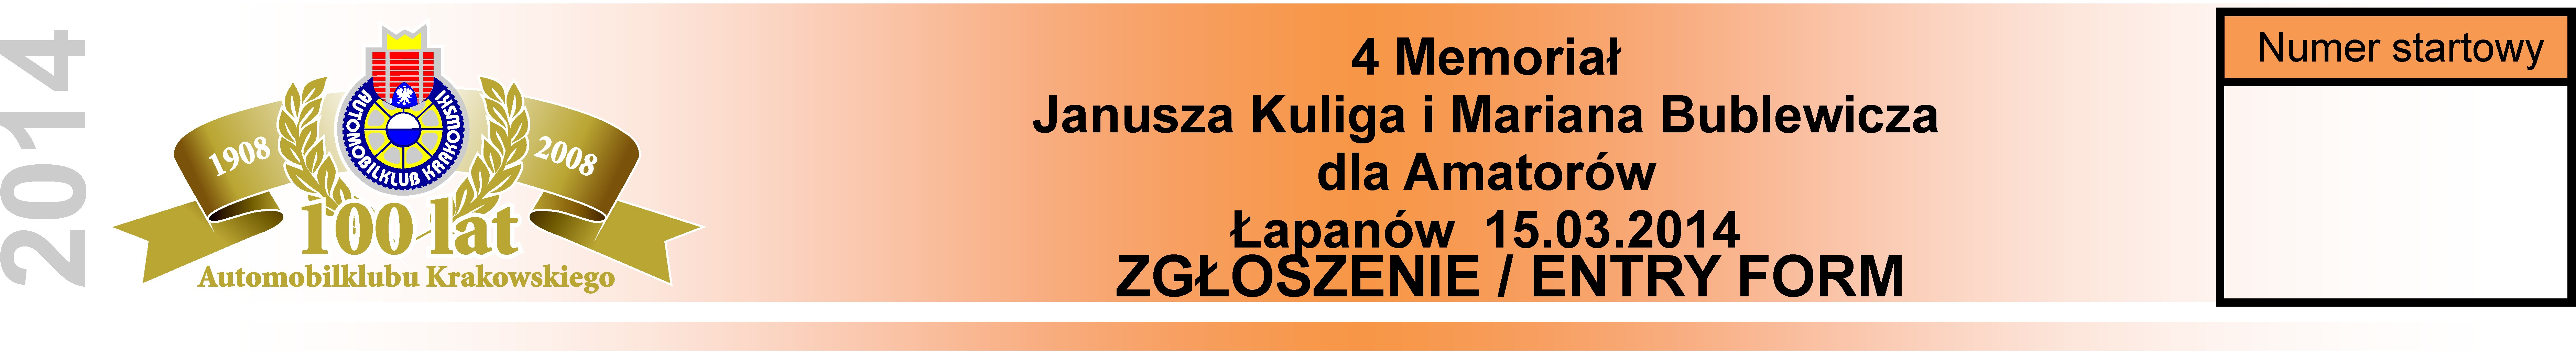 2014
AUTOMOBILKLUB KRAKOWSKI
1908
2008
100 lat
Automobilklubu Krakowskiego
4 Memoriał
Janusza Kuliga i Mariana Bublewicza
dla Amatorów
Łapanów 15.03.2014
ZGŁOSZENIE / ENTRY FORM
Numer startowy